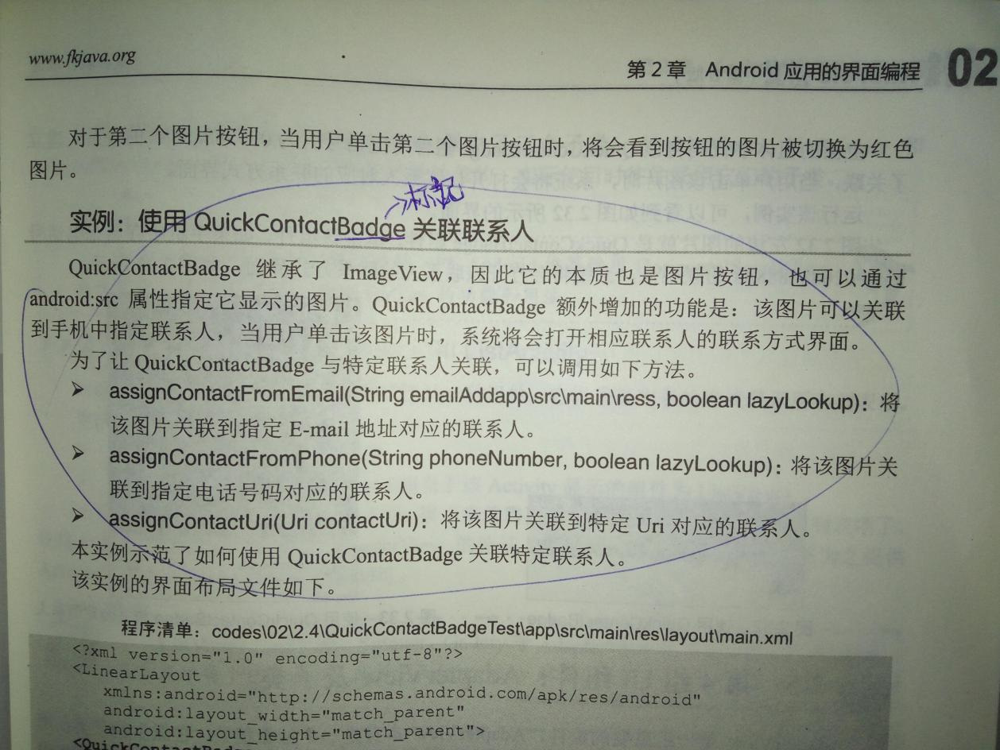 www.fkjava.org
第 2 章 Android 应用的界面编程 02
对于第二个图片按钮，当用户单击第二个图片按钮时，将会看到按钮的图片被切换为红色
图片。
标记
实例：使用 QuickContactBadge 关联联系人
QuickContactBadge 继承了 ImageView，因此它的本质也是图片按钮，也可以通过
android:src 属性指定它显示的图片。QuickContactBadge 额外增加的功能是：该图片可以关联
到手机中指定联系人，当用户单击该图片时，系统将会打开相应联系人的联系方式界面。
为了让 QuickContactBadge 与特定联系人关联，可以调用如下方法。
➢ assignContactFromEmail(String emailAddapp\src\main\ress, boolean lazyLookup)：将
该图片关联到指定 E-mail 地址对应的联系人。
➢ assignContactFromPhone(String phoneNumber, boolean lazyLookup)：将该图片关
联到指定电话号码对应的联系人。
➢ assignContactUri(Uri contactUri)：将该图片关联到特定 Uri 对应的联系人。
本实例示范了如何使用 QuickContactBadge 关联特定联系人。
该实例的界面布局文件如下。
程序清单：codes\02\2.4\QuickContactBadgeTest\app\src\main\res\layout\main.xml
<?xml version="1.0" encoding="utf-8"?>
<LinearLayout
xmlns:android="http://schemas.android.com/apk/res/android"
android:layout_width="match_parent"
android:layout_height="match_parent">
<QuickContactBadge